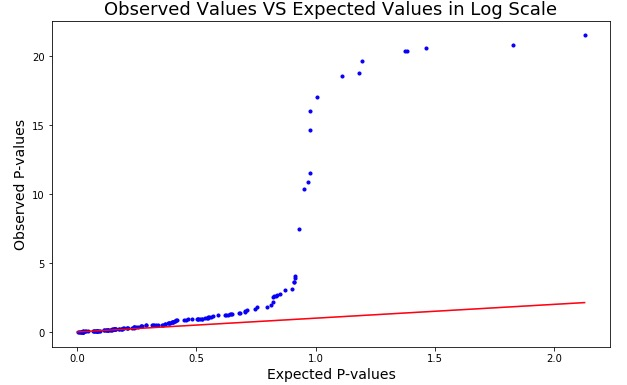 Observed Values VS Expected Values in Log Scale
20
15
10
5
0
Observed P-values
0.0 0.5 1.0 1.5 2.0
Expected P-values